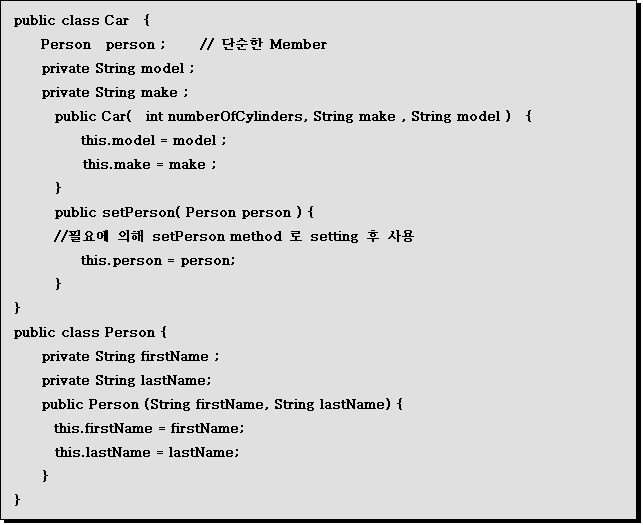 public class Car {
Person person ; // 단순한 Member
private String model ;
private String make ;
public Car( int numberOfCylinders, String make , String model ) {
this.model = model ;
this.make = make ;
}
public setPerson( Person person ) {
//필요에 의해 setPerson method 로 setting 후 사용
this.person = person;
}
}
public class Person {
private String firstName ;
private String lastName;
public Person (String firstName, String lastName) {
this.firstName = firstName;
this.lastName = lastName;
}
}